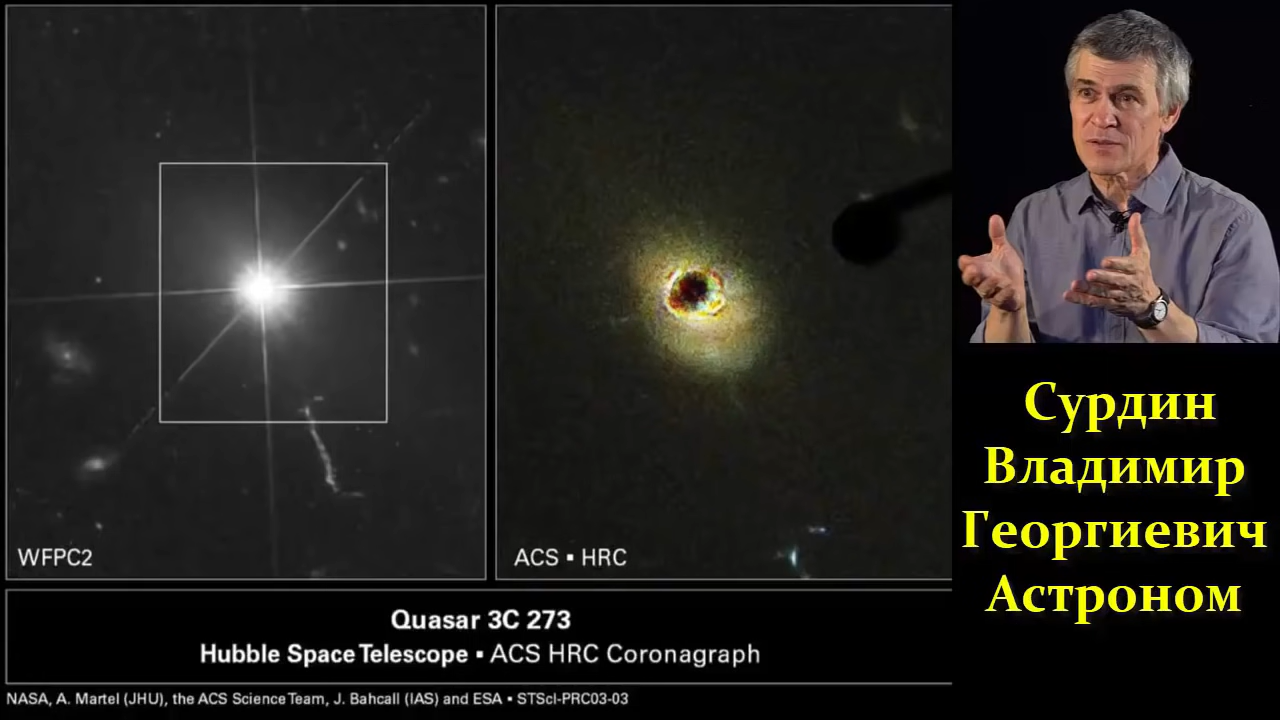 WFPC2
ACS ▪ HRC
Quasar 3C 273
Hubble Space Telescope ▪ ACS HRC Coronagraph
NASA, A. Martel (JHU), the ACS Science Team, J. Bahcall (IAS) and ESA ▪ STScI-PRC03-03
Сурдин
Владимир
Георгиевич
Астроном